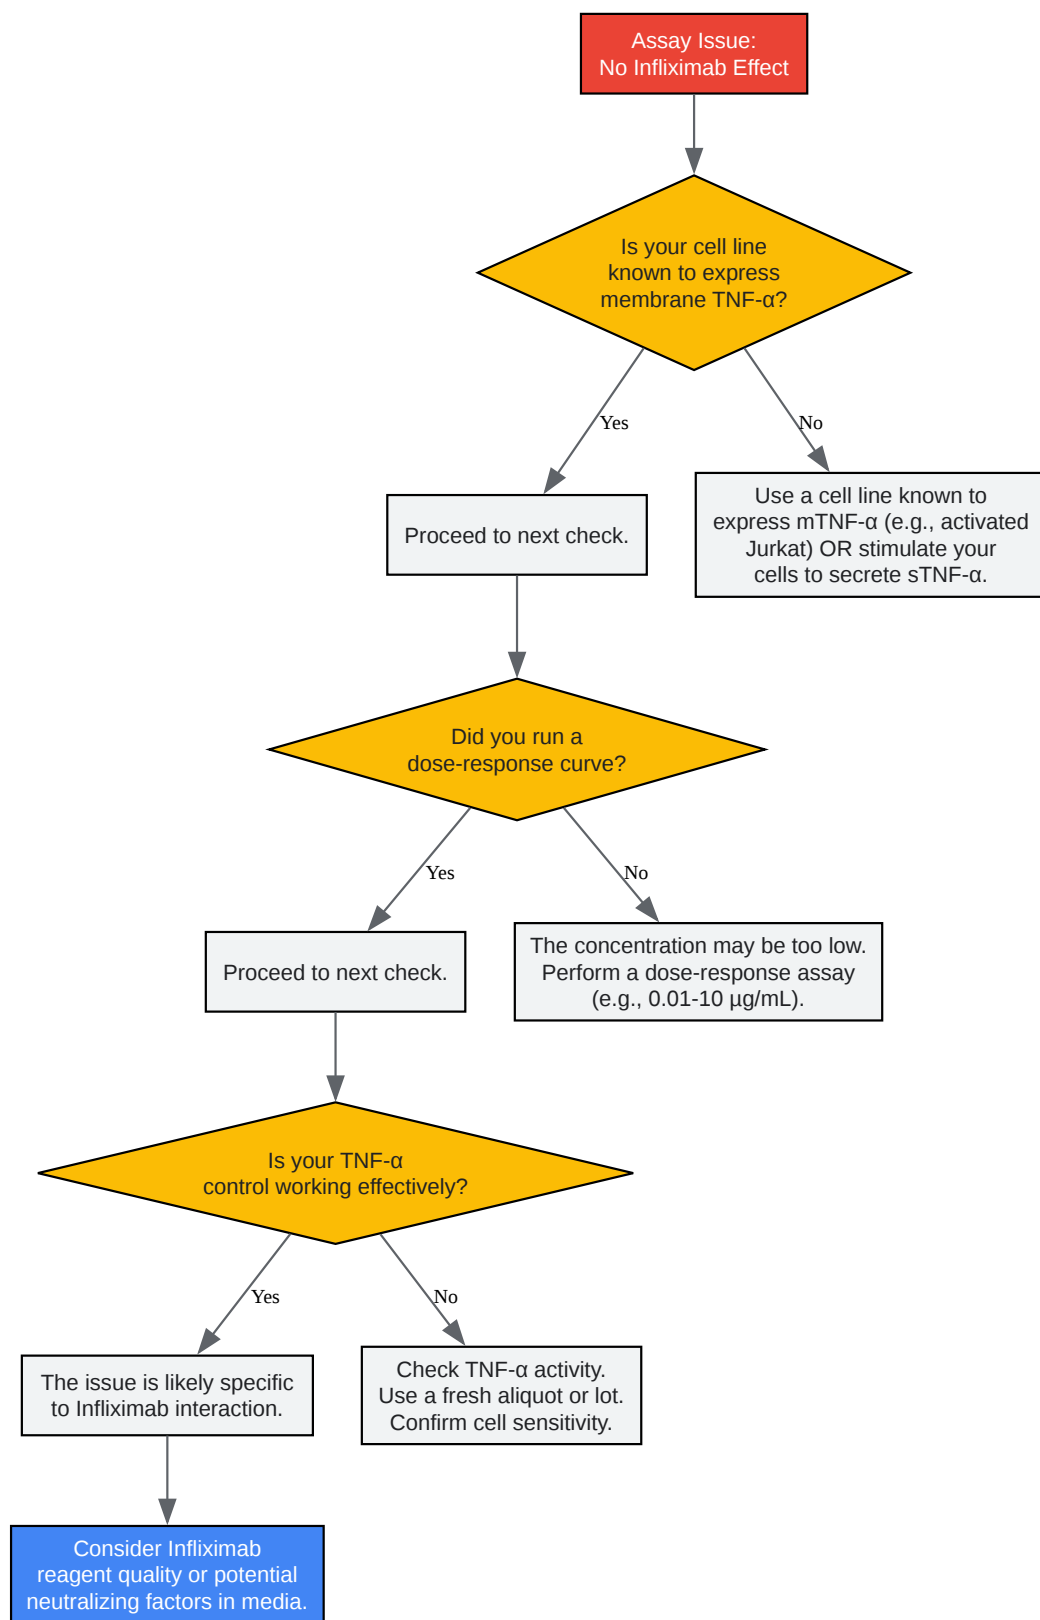 Assay Issue:
No Infliximab Effect
Is your cell line
known to express
membrane TNF-α?
Yes
No
Proceed to next check.
Use a cell line known to
express mTNF-α (e.g., activated
Jurkat) OR stimulate your
cells to secrete sTNF-α.
Did you run a
dose-response curve?
Yes
No
Proceed to next check.
The concentration may be too low.
Perform a dose-response assay
(e.g., 0.01-10 µg/mL).
Is your TNF-α
control working effectively?
Yes
No
The issue is likely specific
to Infliximab interaction.
Check TNF-α activity.
Use a fresh aliquot or lot.
Confirm cell sensitivity.
Consider Infliximab
reagent quality or potential
neutralizing factors in media.